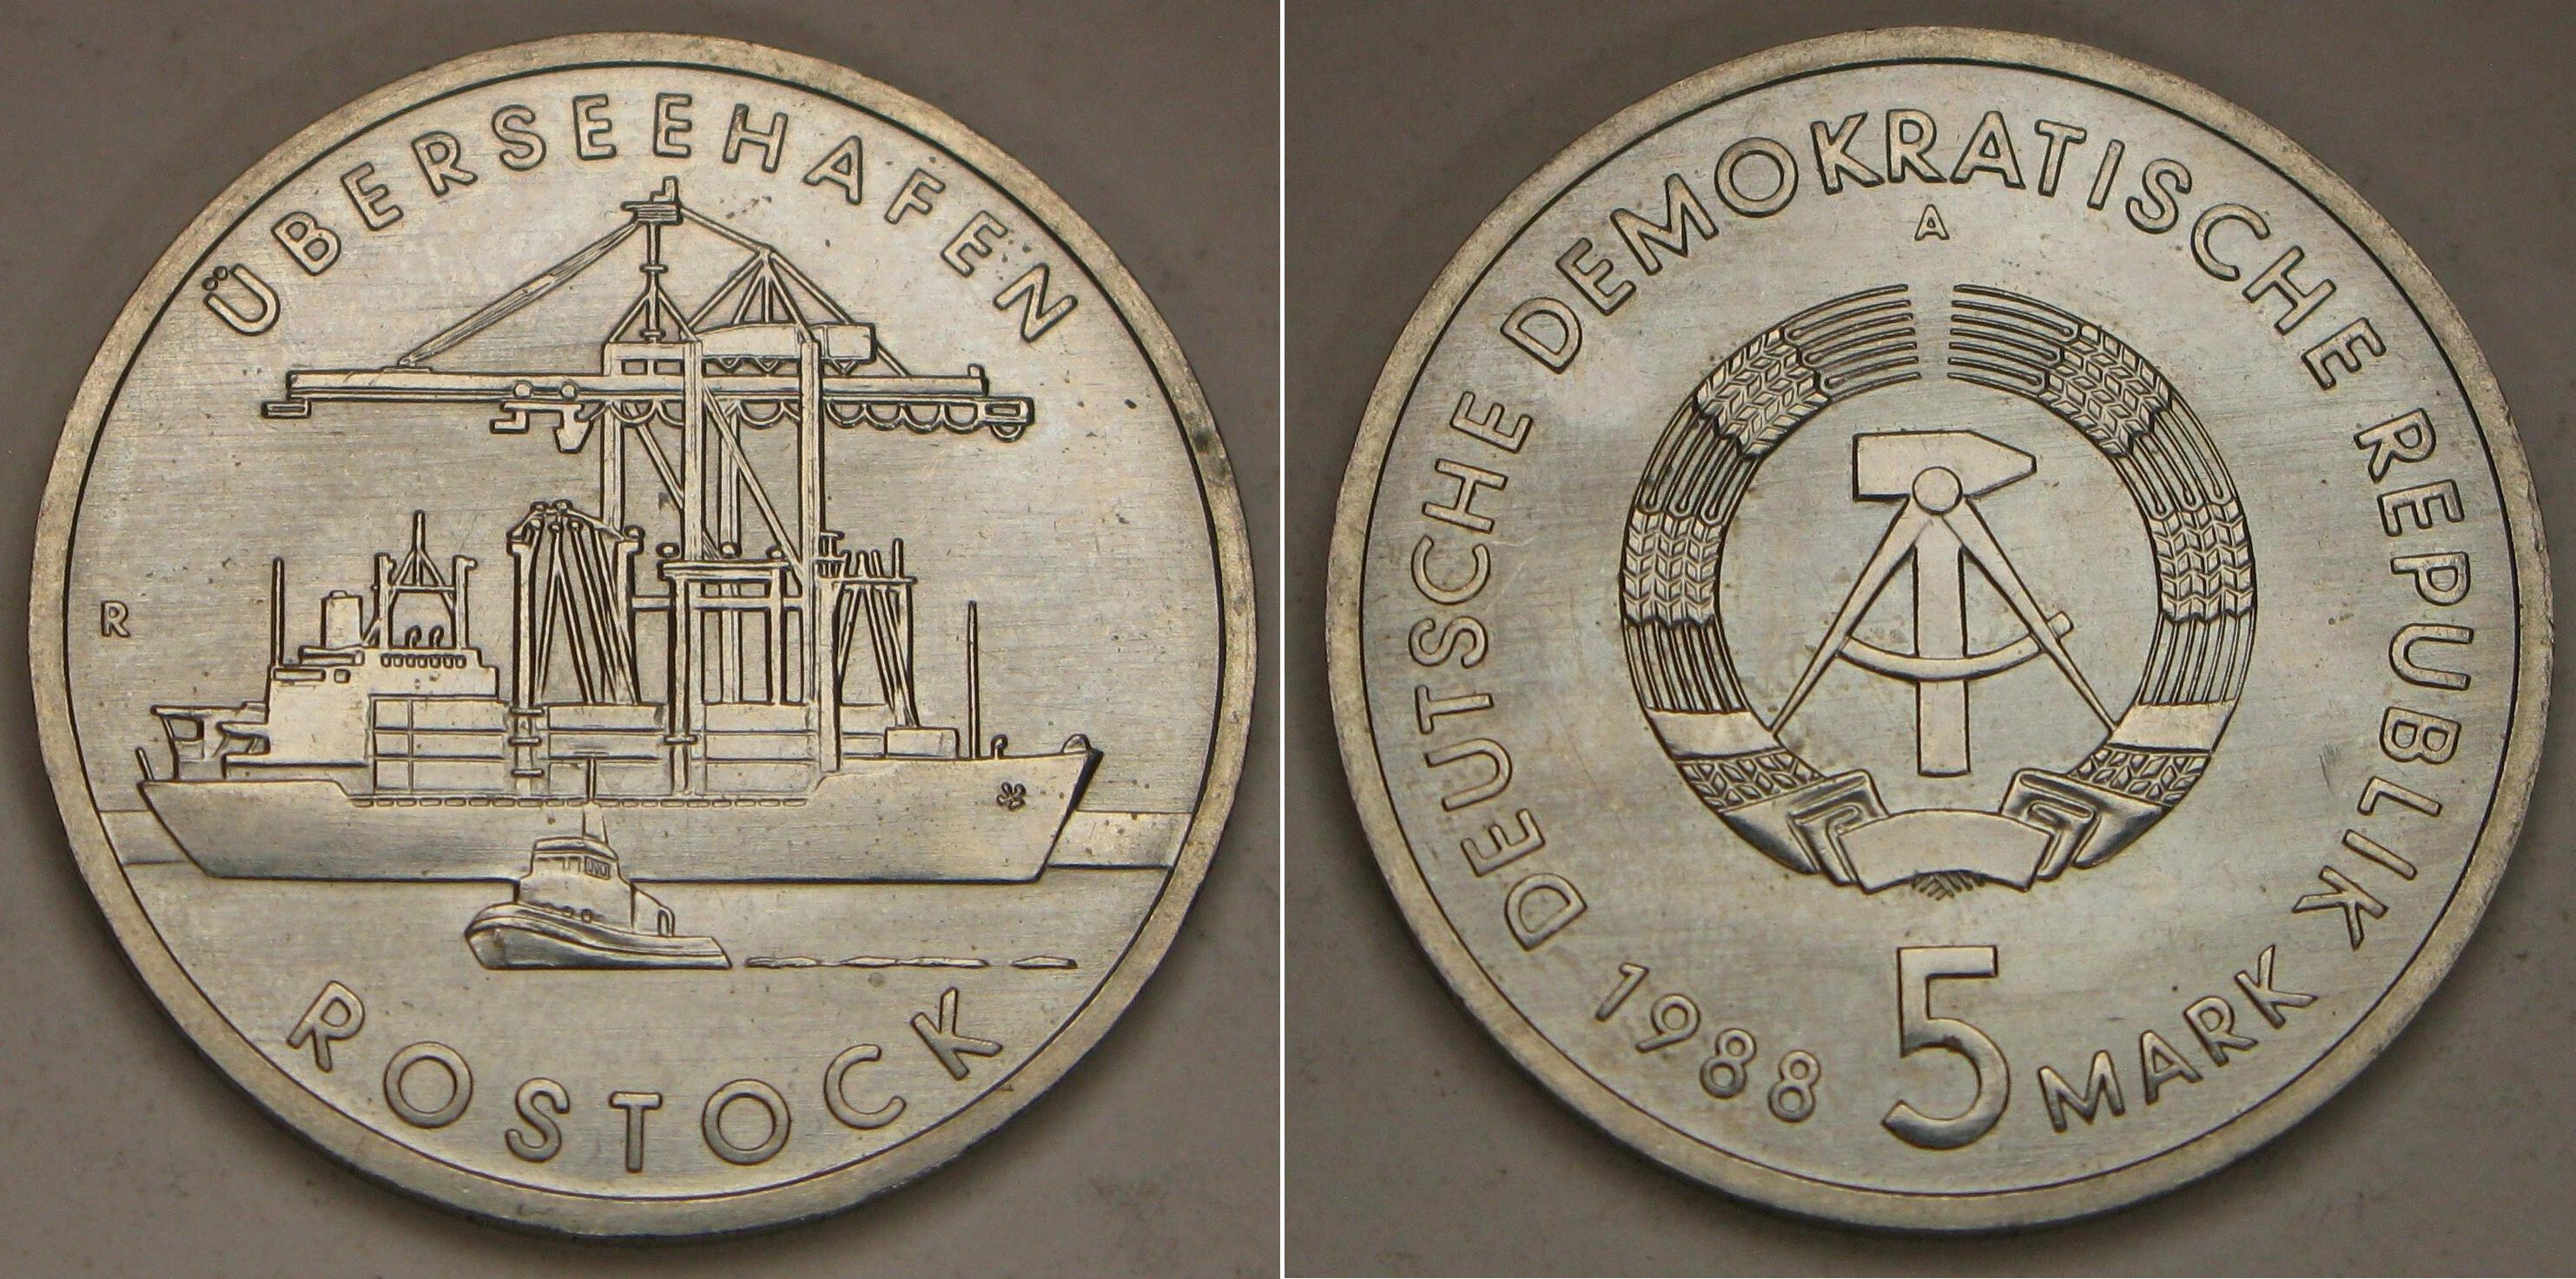 ÜBERSEEHAFEN
R
ROSTOCK
DEUTSCHE DEMOKRATISCHE REPUBLIK
A
1988 5 MARK